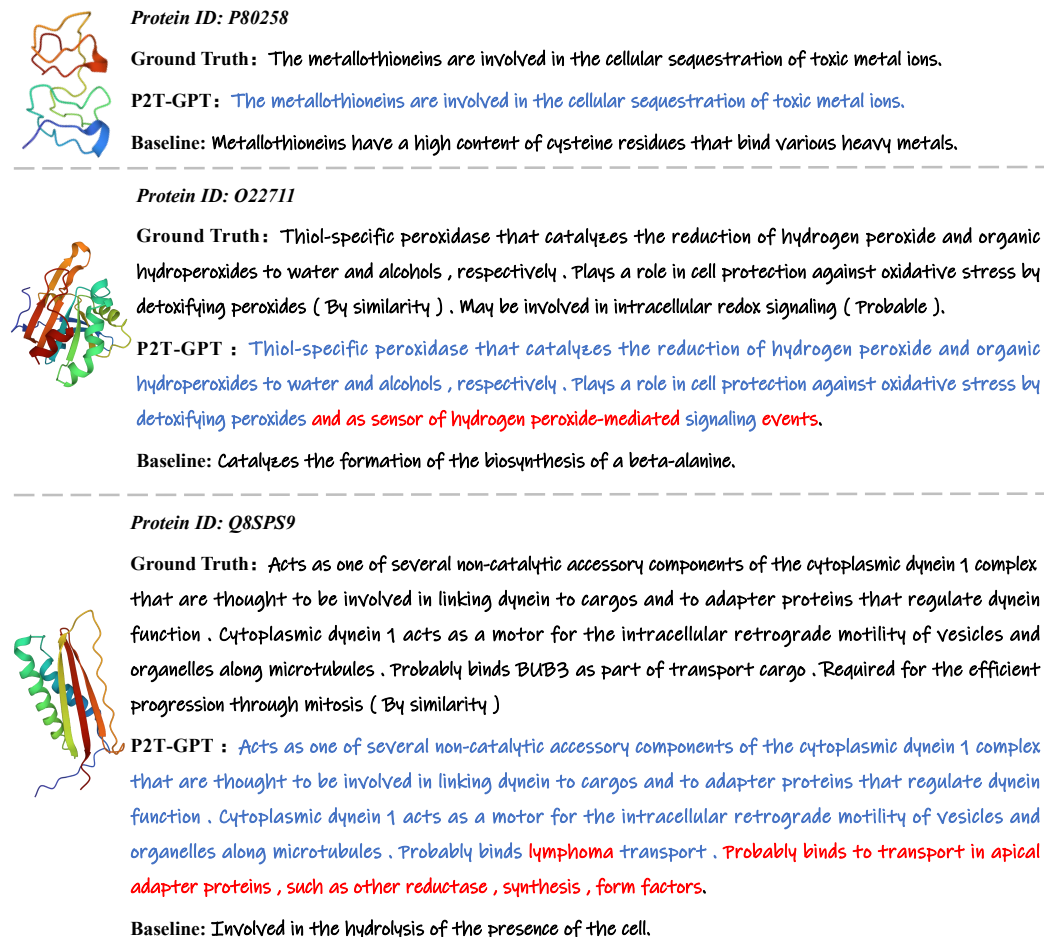 Protein ID: P80258
Ground Truth: The metallothioneins are involved in the cellular sequestration of toxic metal ions.
P2T-GPT: The metallothioneins are involved in the cellular sequestration of toxic metal ions.
Baseline: Metallothioneins have a high content of cysteine residues that bind various heavy metals.
Protein ID: O22711
Ground Truth: Thiol-specific peroxidase that catalyzes the reduction of hydrogen peroxide and organic
hydroperoxides to water and alcohols , respectively . Plays a role in cell protection against oxidative stress by
detoxifying peroxides ( By similarity ) . May be involved in intracellular redox signaling ( Probable ).
P2T-GPT : Thiol-specific peroxidase that catalyzes the reduction of hydrogen peroxide and organic
hydroperoxides to water and alcohols , respectively . Plays a role in cell protection against oxidative stress by
detoxifying peroxides and as sensor of hydrogen peroxide-mediated signaling events.
Baseline: Catalyzes the formation of the biosynthesis of a beta-alanine.
Protein ID: Q8SPS9
Ground Truth: Acts as one of several non-catalytic accessory components of the cytoplasmic dynein 1 complex
that are thought to be involved in linking dynein to cargos and to adapter proteins that regulate dynein
function . Cytoplasmic dynein 1 acts as a motor for the intracellular retrograde motility of vesicles and
organelles along microtubules . Probably binds BUB3 as part of transport cargo . Required for the efficient
progression through mitosis ( By similarity )
P2T-GPT : Acts as one of several non-catalytic accessory components of the cytoplasmic dynein 1 complex
that are thought to be involved in linking dynein to cargos and to adapter proteins that regulate dynein
function . Cytoplasmic dynein 1 acts as a motor for the intracellular retrograde motility of vesicles and
organelles along microtubules . Probably binds lymphoma transport . Probably binds to transport in apical
adapter proteins , such as other reductase , synthesis , form factors.
Baseline: Involved in the hydrolysis of the presence of the cell.